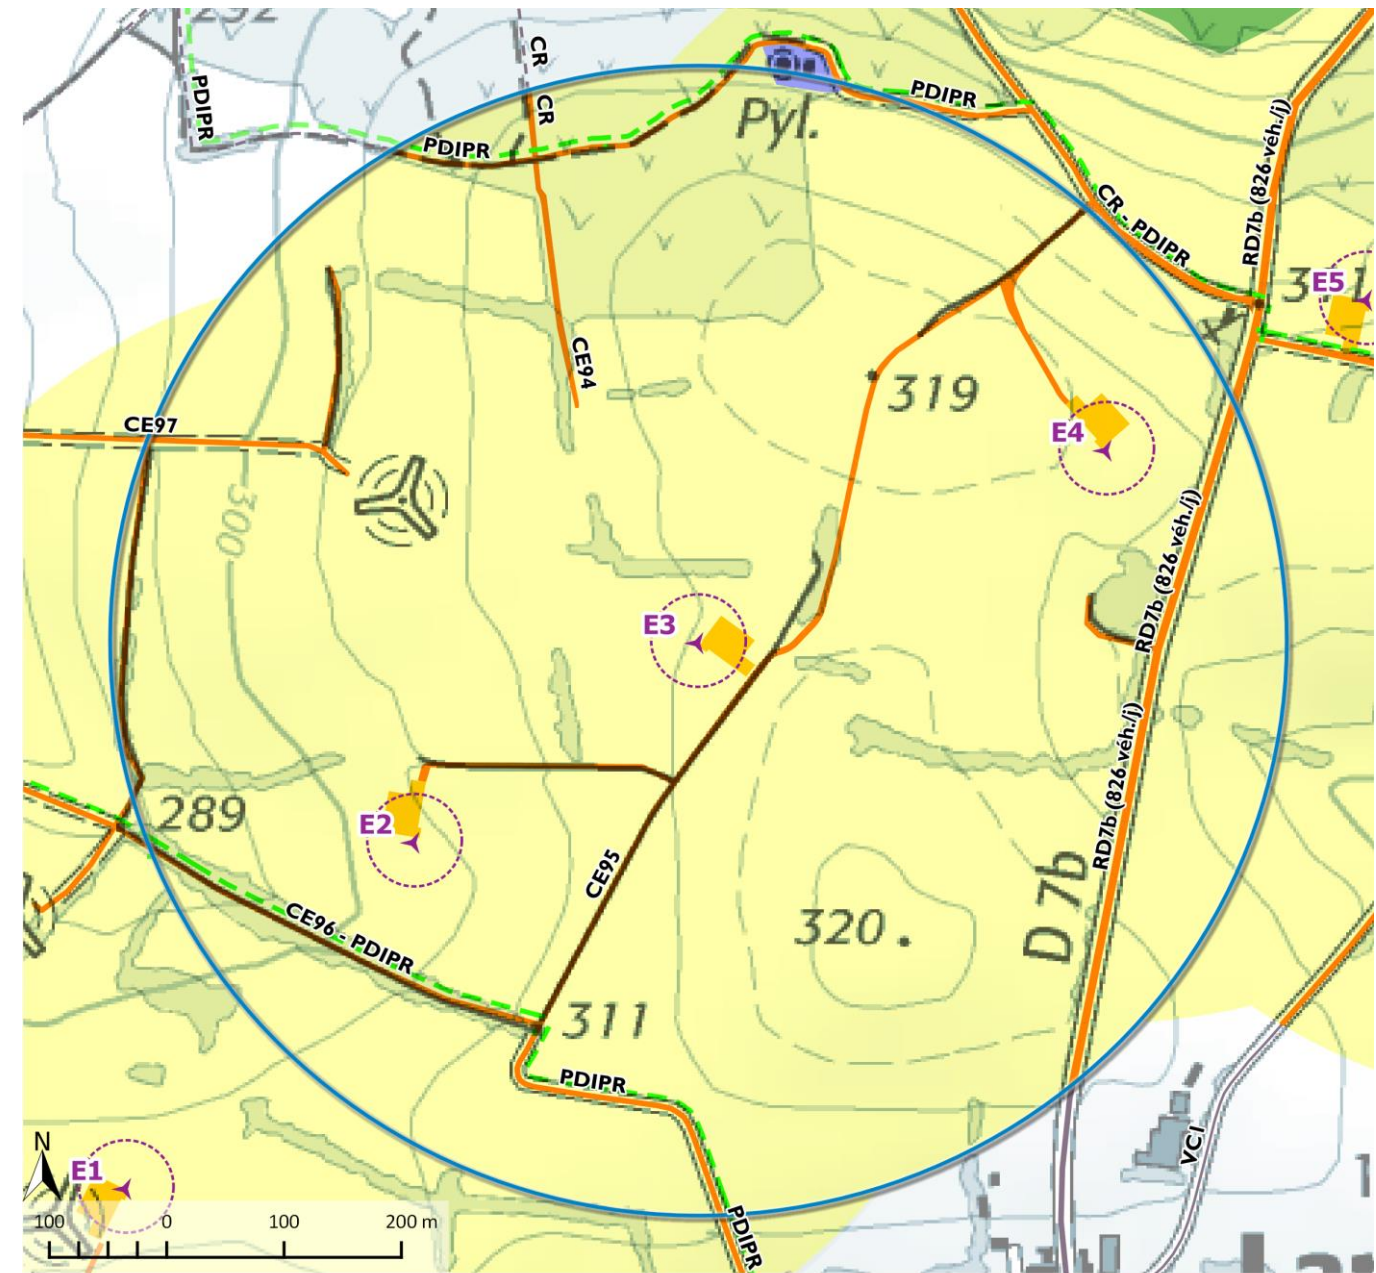 CR
PDIPR
CR
PDIPR
PDIPR
Pyl.
RD7b (826 véh./j)
CR - PDIPR
E5
CE94
319
CE97
E4
300
RD7b (826 véh./j)
E3
RD7b (826 véh./j)
289
E2
CE95
D 7b
320 .
CE96 - PDIPR
311
PDIPR
VCI
N
E1
PDIPR
100 0 100 200 m